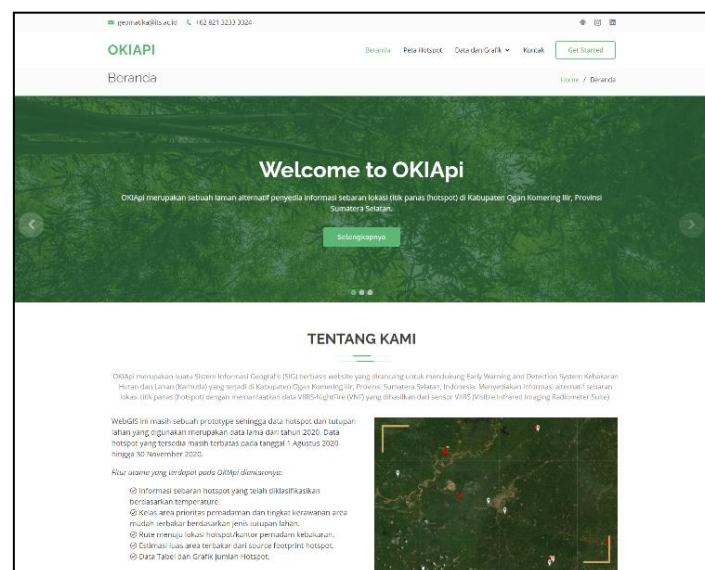 geomatika@its.ac.id +62 821 3233 3324
OKIAPI
Beranda Peta Hotspot Data dan Grafik Kontak Get Started
Beranda
Home / Beranda
Welcome to OKIApi
OKIApi merupakan sebuah laman alternatif penyedia informasi sebaran lokasi titik panas (hotspot) di Kabupaten Ogan Komering Ilir, Provinsi
Sumatera Selatan.
Selengkapnya
TENTANG KAMI
OKIApi merupakan suatu Sistem Informasi Geografis (SIG) berbasis website yang dirancang untuk mendukung Early Warning and Detection System Kebakaran
Hutan dan Lahan (Karhutla) yang terjadi di Kabupaten Ogan Komering Ilir, Provinsi Sumatera Selatan, Indonesia. Menyediakan informasi alternatif sebaran
lokasi titik panas (hotspot) dengan memanfaatkan data VIIRS-NightFire (VNF) yang dihasilkan dari sensor VIIRS (Visible Infrared Imaging Radiometer Suite)
WebGIS ini masih sebuah prototype sehingga data hotspot dan tutupan
lahan yang digunakan merupakan data lama dari tahun 2020. Data
hotspot yang tersedia masih terbatas pada tanggal 1 Agustus 2020
hingga 30 November 2020.
Fitur utama yang terdapat pada OKIApi diantaranya:
Informasi sebaran hotspot yang telah diklasifikasikan
berdasarkan temperature.
Kelas area prioritas pemadaman dan tingkat kerawanan area
mudah terbakar berdasarkan jenis tutupan lahan.
Rute menuju lokasi hotspot/kantor pemadam kebakaran.
Estimasi luas area terbakar dari source footprint hotspot.
Data Tabel dan Grafik Jumlah Hotspot.